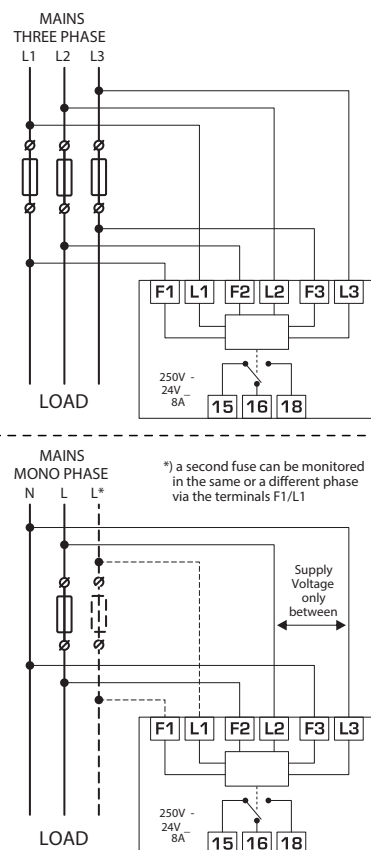 MAINS
THREE PHASE
L1 L2 L3
F1 L1 F2 L2 F3 L3
250V -
24V _
8A
15 16 18
LOAD
MAINS
MONO PHASE
N L L*
*) a second fuse can be monitored
in the same or a different phase
via the terminals F1/L1
Supply
Voltage
only
between
F1 L1 F2 L2 F3 L3
250V -
24V _
8A
15 16 18
LOAD